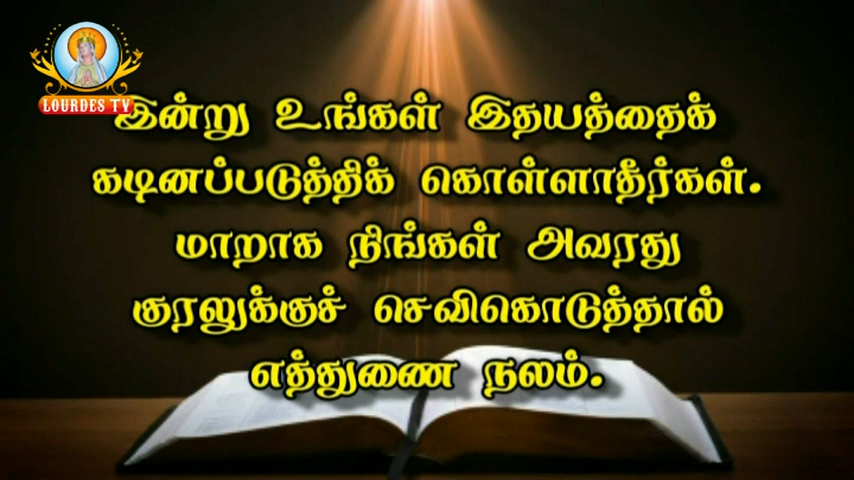 LOURDES TV
இன்று உங்கள் இதயத்தைக்
கடினப்படுத்திக் கொள்ளாதீர்கள்.
மாறாக நிங்கள் அவரது
குரலுக்குச் செவிகொடுத்தால்
எத்துணை நலம்.